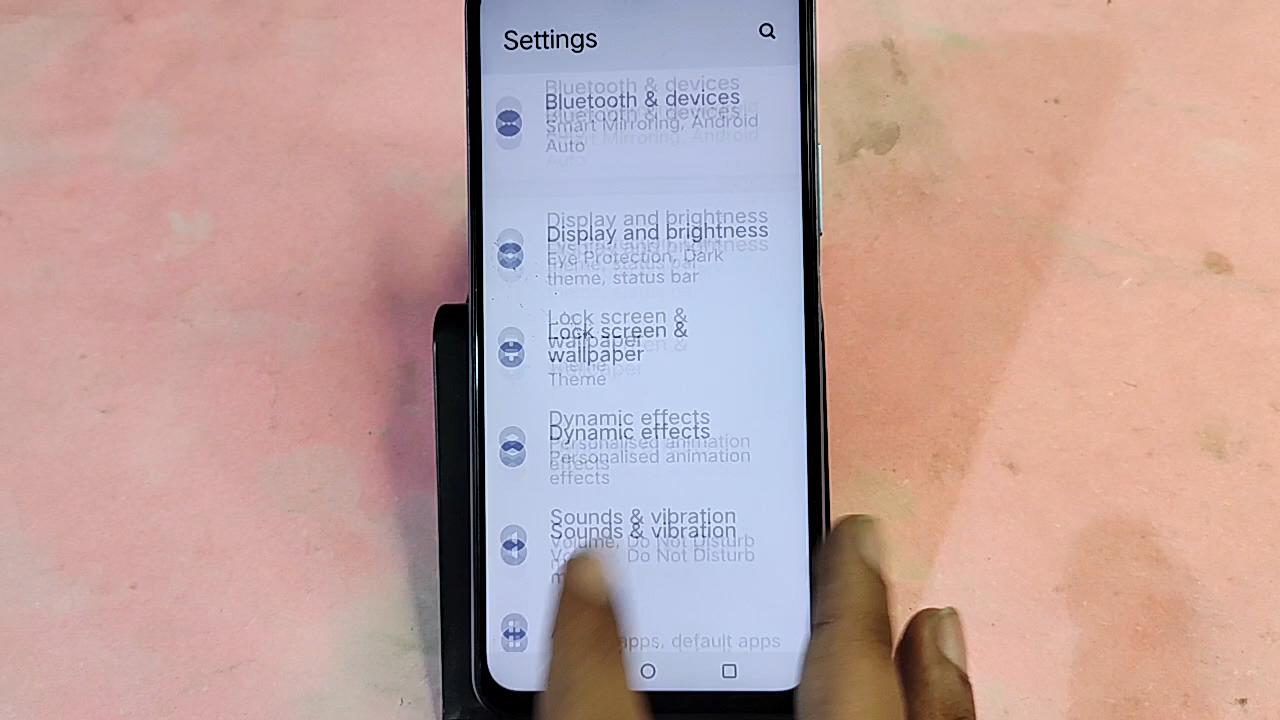 Settings
Bluetooth & devices
Smart Mirroring, Android
Auto
Display and brightness
Eye Protection, Dark
theme, status bar
Lock screen &
wallpaper
Theme
Dynamic effects
Personalised animation
effects
Sounds & vibration
Volume, Do Not Disturb
apps, default apps